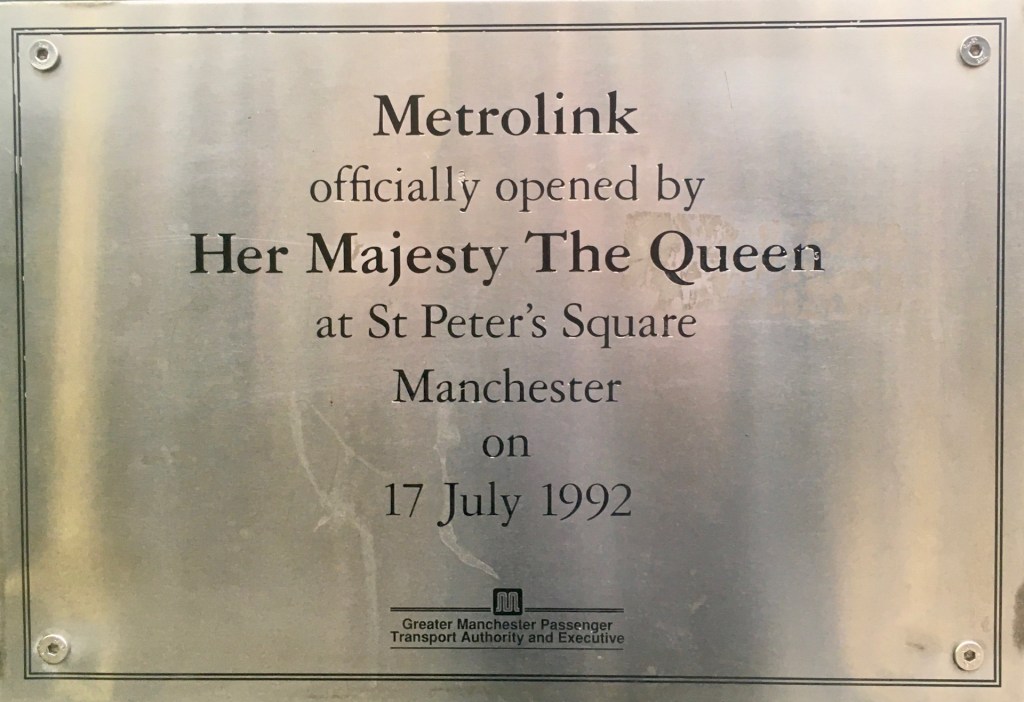 Metrolink
officially opened by
Her Majesty The Queen
at St Peter's Square
Manchester
on
17 July 1992
M
Greater Manchester Passenger
Transport Authority and Executive